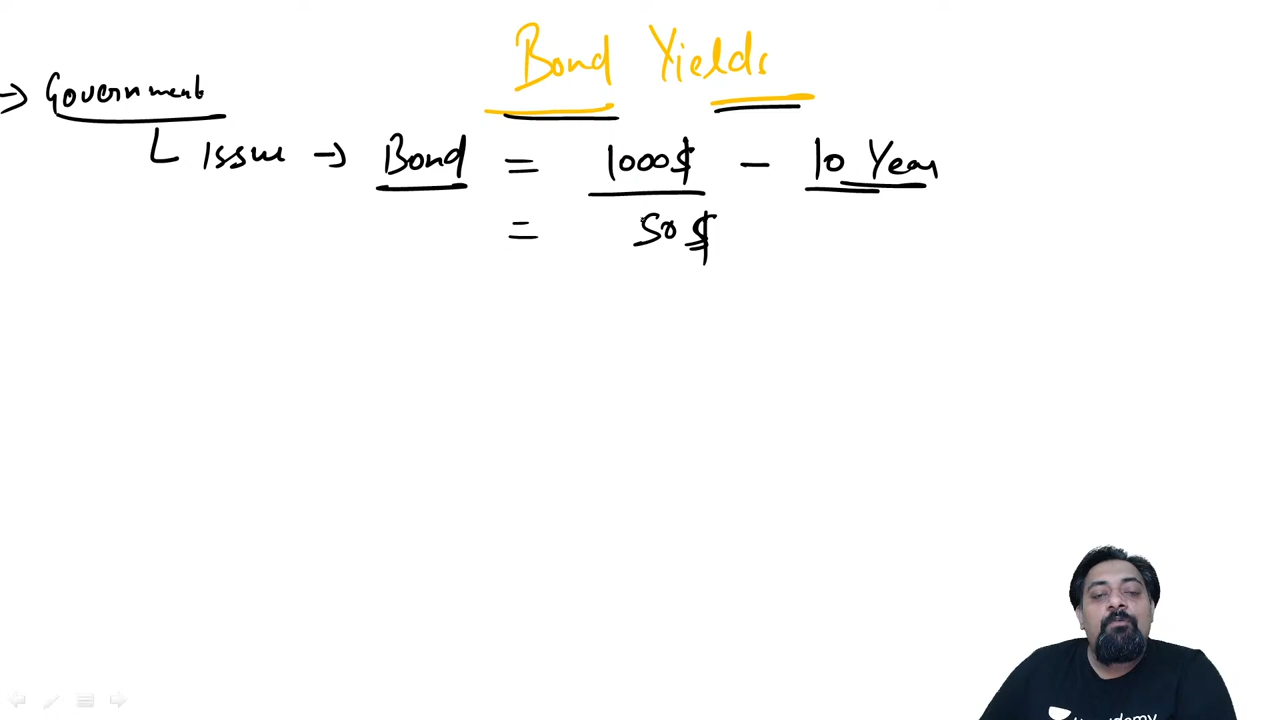 Bond Yields
→ Government
Issue → Bond = 1000$ - 10 Year
= 50$